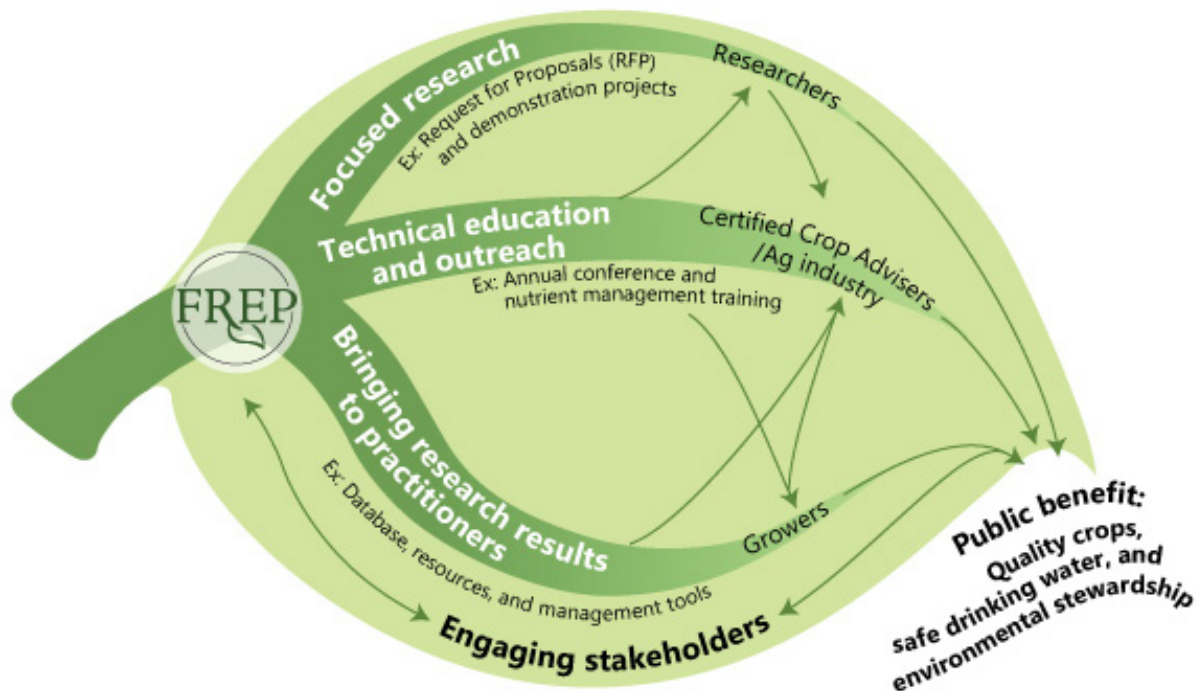 FREP
Focused research
Ex: Request for Proposals (RFP)
and demonstration projects
Researchers
Technical education
and outreach
Ex: Annual conference and
nutrient management training
Certified Crop Advisers
/Ag industry
Bringing research results
to practitioners
Ex: Database, resources, and management tools
Growers
Engaging stakeholders
Public benefit:
Quality crops,
safe drinking water, and
environmental stewardship